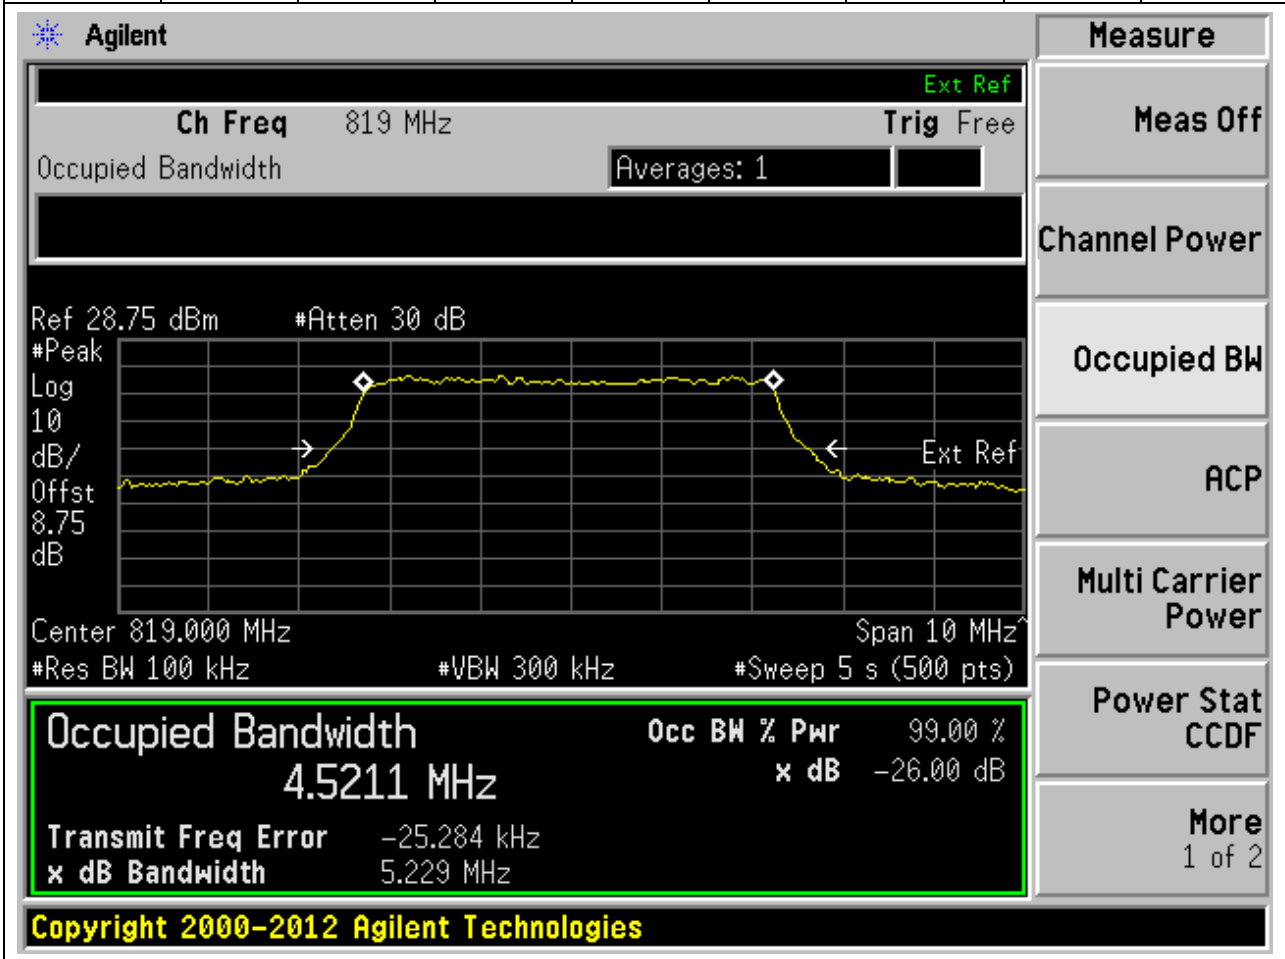 Agilent
Measure
Ext Ref
Ch Freq 819 MHz Trig Free
Occupied Bandwidth Averages: 1
Ref 28.75 dBm #Atten 30 dB
#Peak
Log
10
dB/
Offst
8.75
dB
Ext Ref
Center 819.000 MHz Span 10 MHz^
#Res BW 100 kHz #VBW 300 kHz #Sweep 5 s (500 pts)
Occupied Bandwidth
4.5211 MHz
Occ BW % Pwr 99.00 %
x dB -26.00 dB
Transmit Freq Error -25.284 kHz
x dB Bandwidth 5.229 MHz
Copyright 2000-2012 Agilent Technologies
Meas Off
Channel Power
Occupied BW
ACP
Multi Carrier
Power
Power Stat
CCDF
More
1 of 2